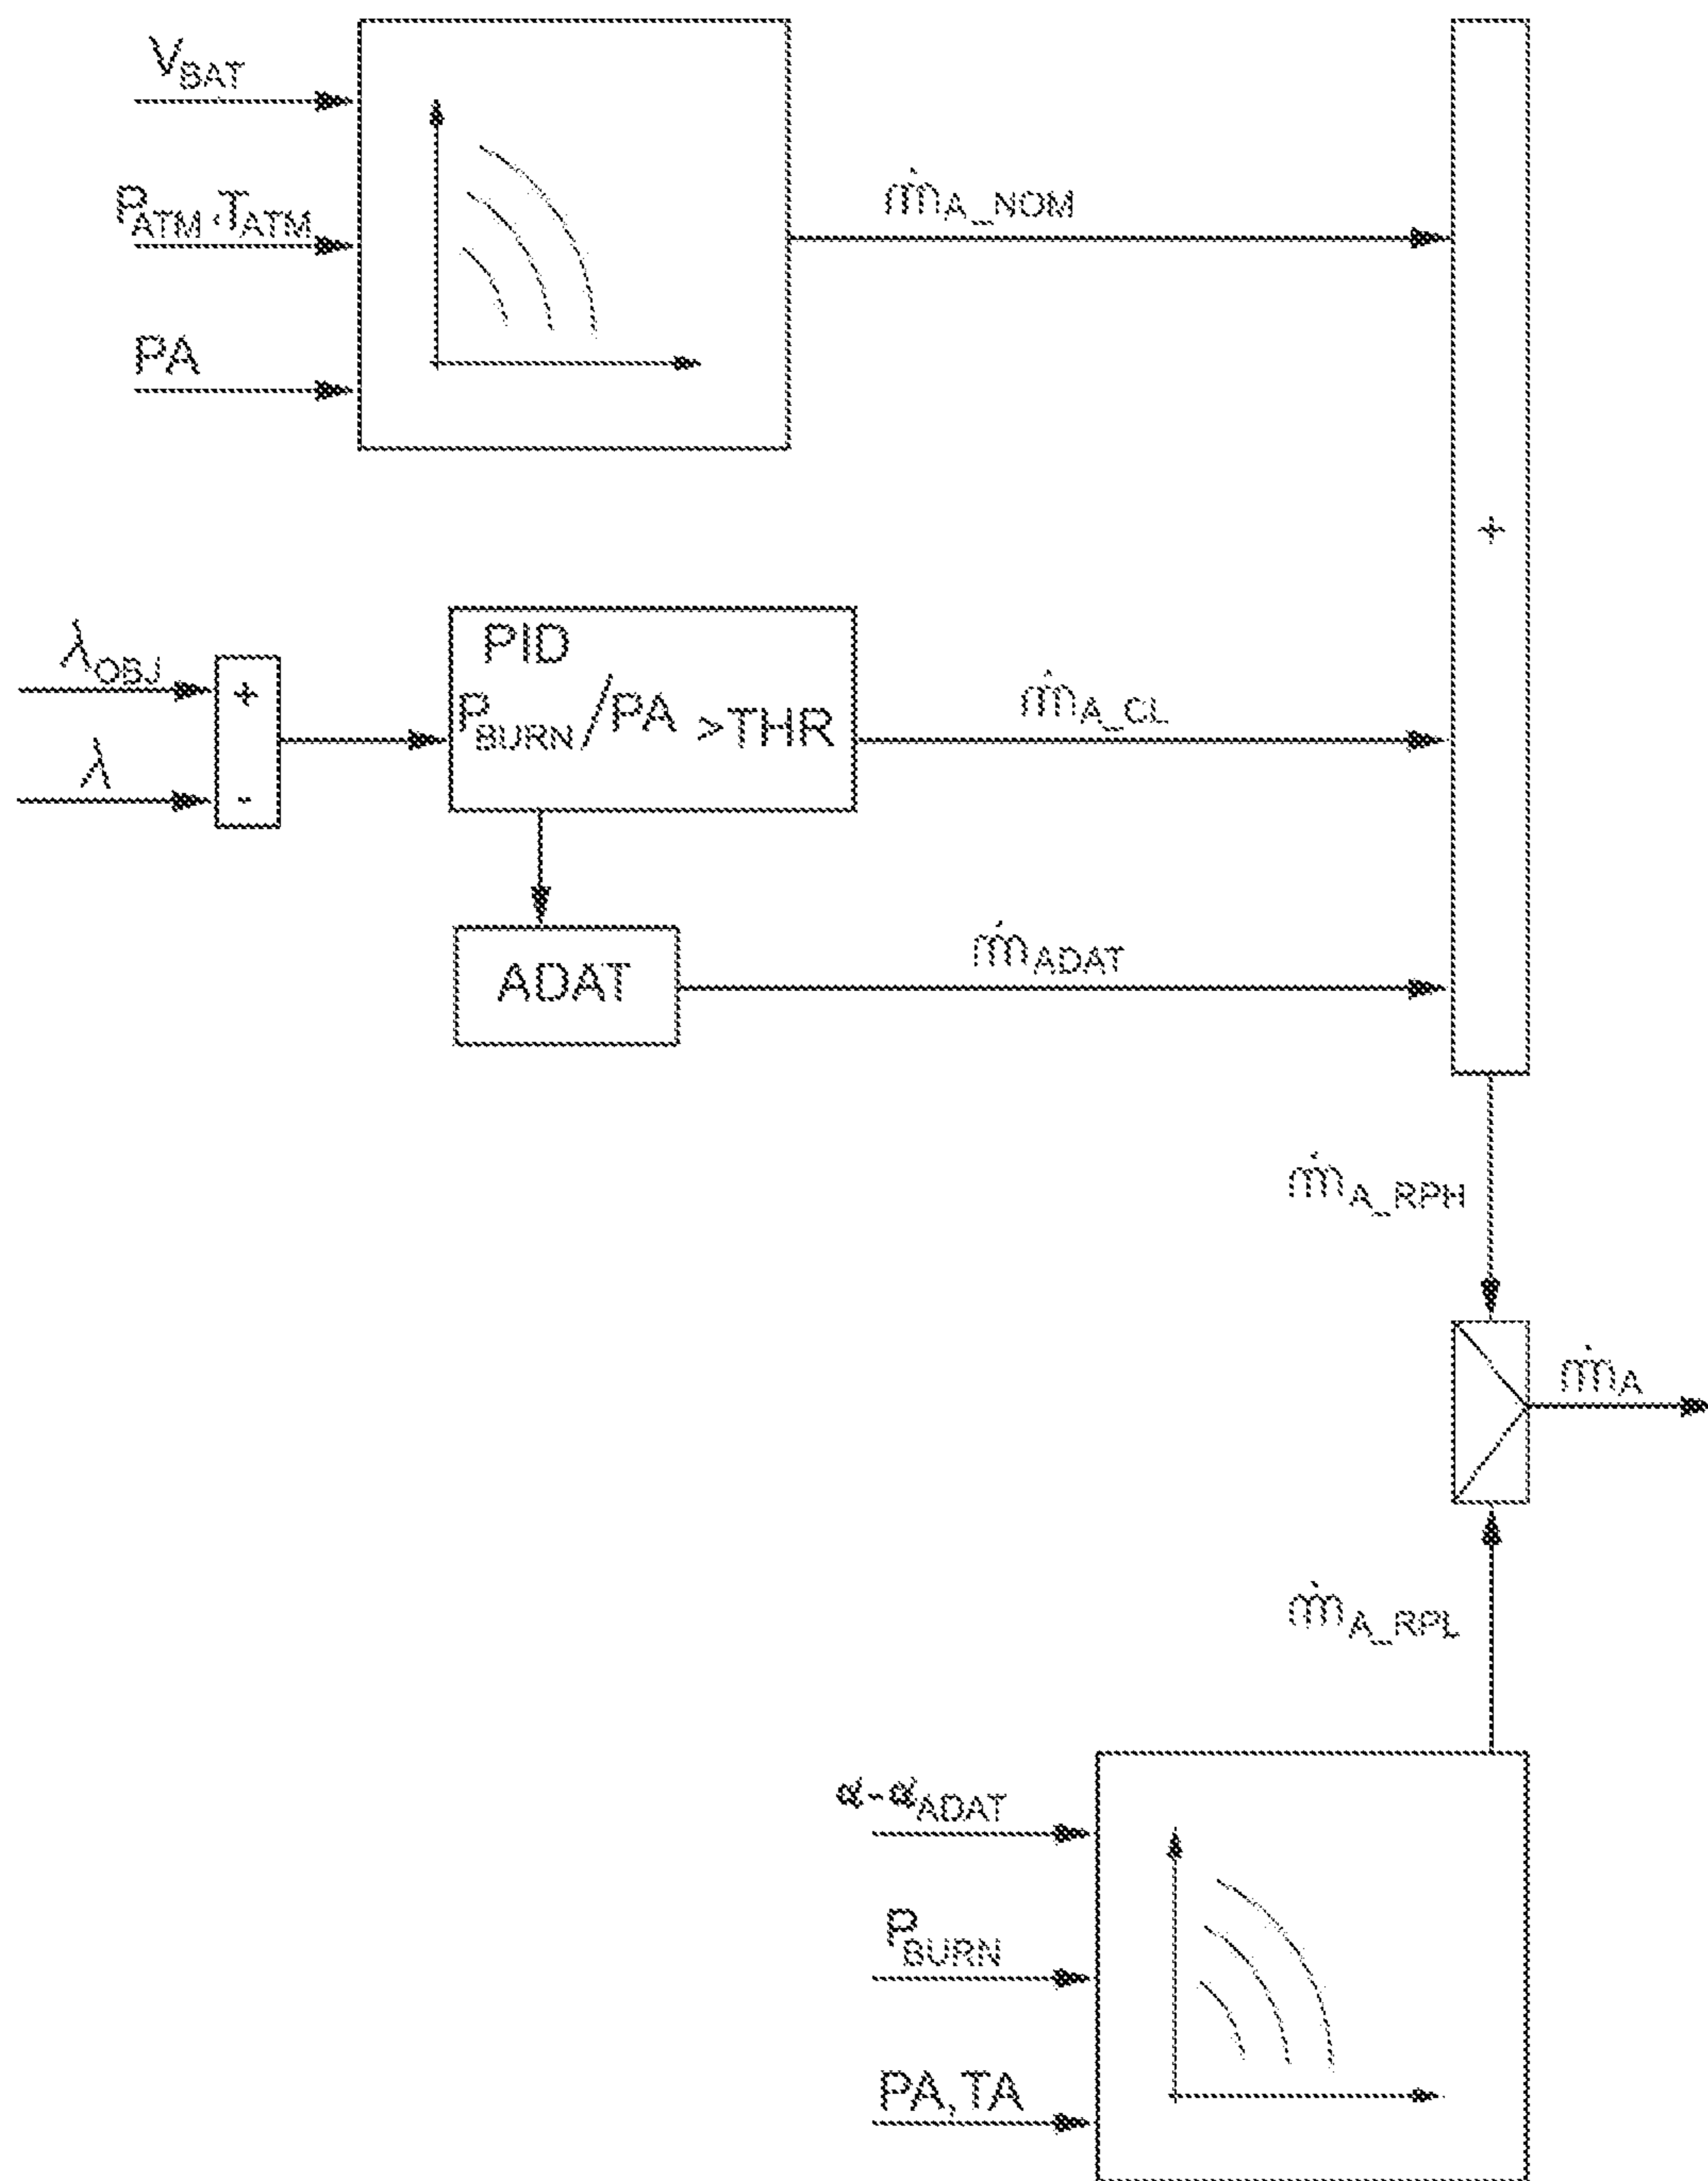 V_BAT
P_ATM,T_ATM
ṁ_A_NOM
PA
+
λ_OBJ
+
λ
-
PID
P_BURN/PA >THR
ṁ_A_CL
ADAT
ṁ_ADAT
ṁ_A_RPH
ṁ_A
ṁ_A_RPL
α-α_ADAT
P_BURN
PA,TA